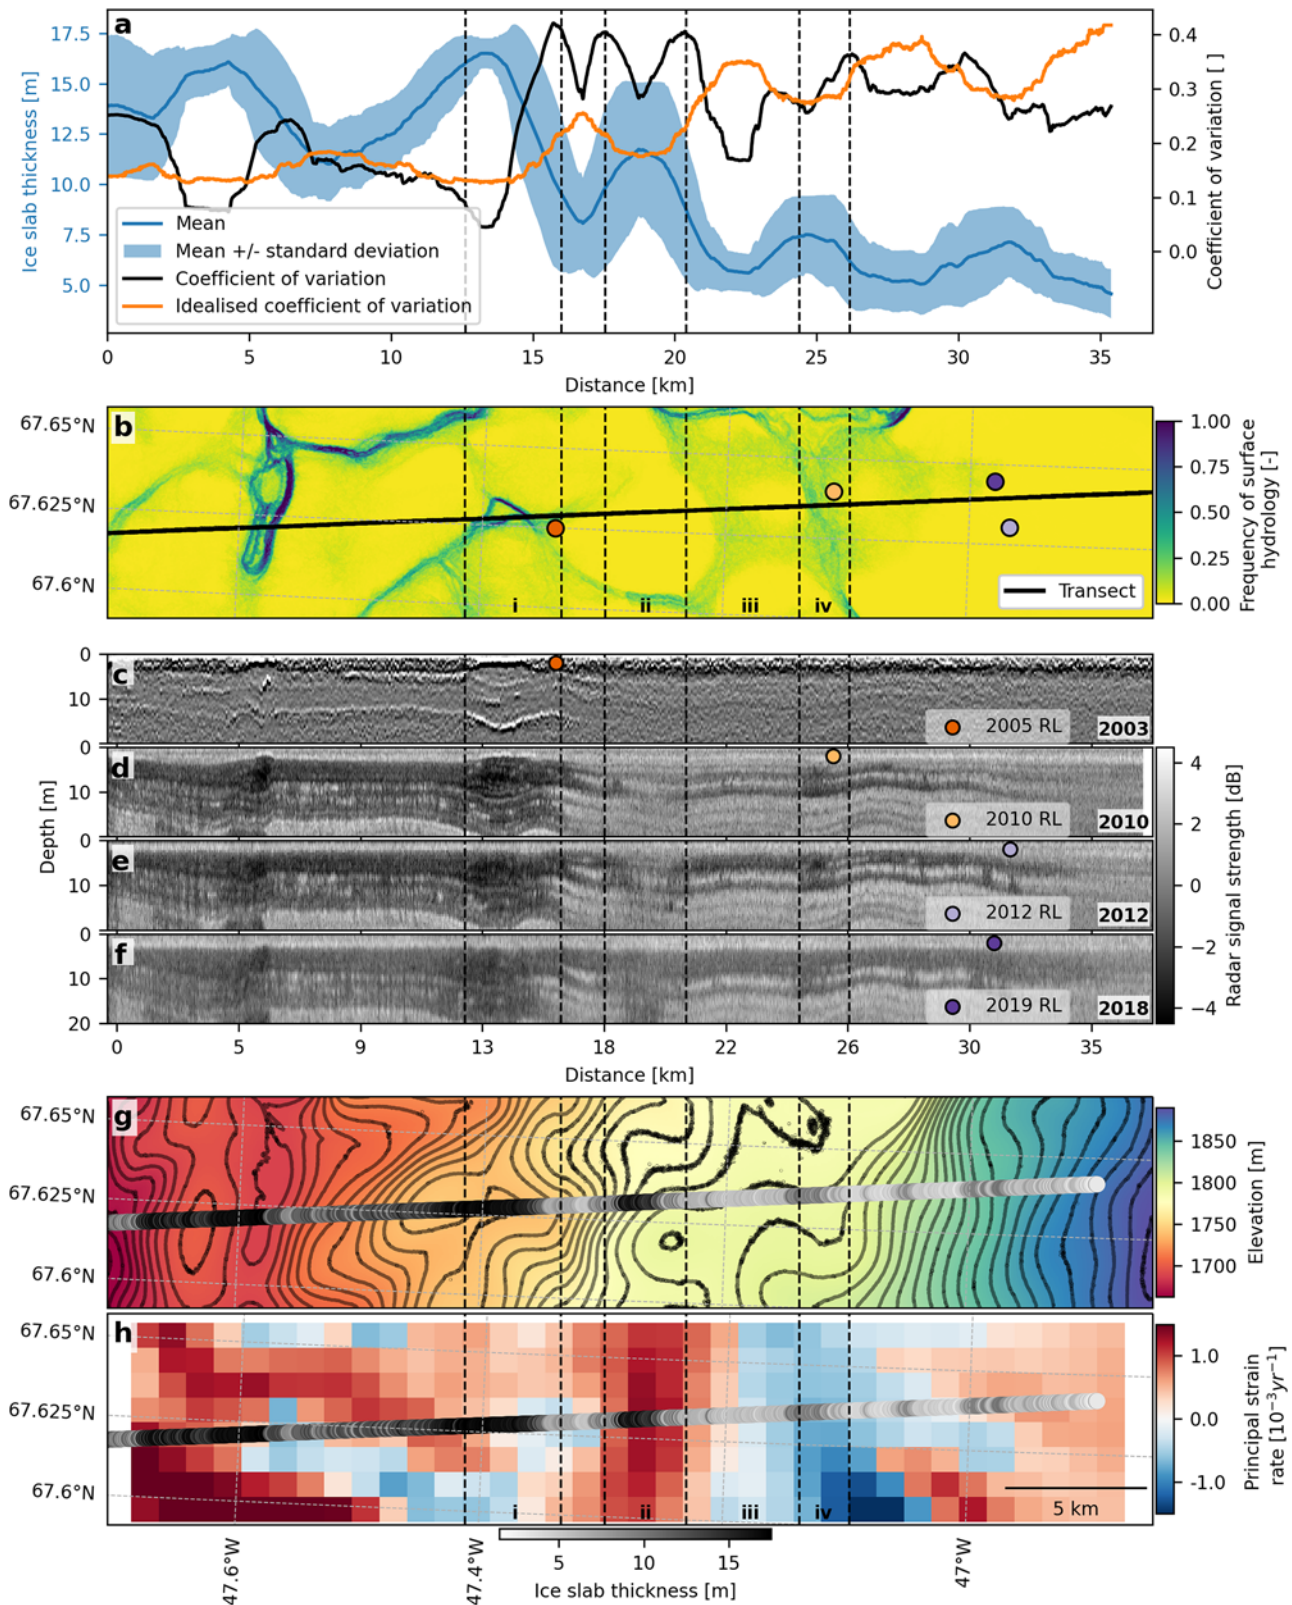 a
17.5
15.0
12.5
10.0
7.5
5.0
Ice slab thickness [m]
0.4
0.3
0.2
0.1
0.0
Coefficient of variation [ ]
Mean
Mean +/- standard deviation
Coefficient of variation
Idealised coefficient of variation
0 5 10 15 20 25 30 35
Distance [km]
b
67.65°N
67.625°N
67.6°N
i ii iii iv
Transect
1.00
0.75
0.50
0.25
0.00
Frequency of surface
hydrology [-]
c
0
10
2005 RL
2003
d
0
10
2010 RL
2010
e
0
10
2012 RL
2012
f
0
10
20
2019 RL
2018
Depth [m]
4
2
0
−2
−4
Radar signal strength [dB]
0 5 9 13 18 22 26 30 35
Distance [km]
g
67.65°N
67.625°N
67.6°N
1850
1800
1750
1700
Elevation [m]
h
67.65°N
67.625°N
67.6°N
i ii iii iv
5 km
1.0
0.0
-1.0
Principal strain
rate [10⁻³yr⁻¹]
47.6°W 47.4°W 47°W
5 10 15
Ice slab thickness [m]